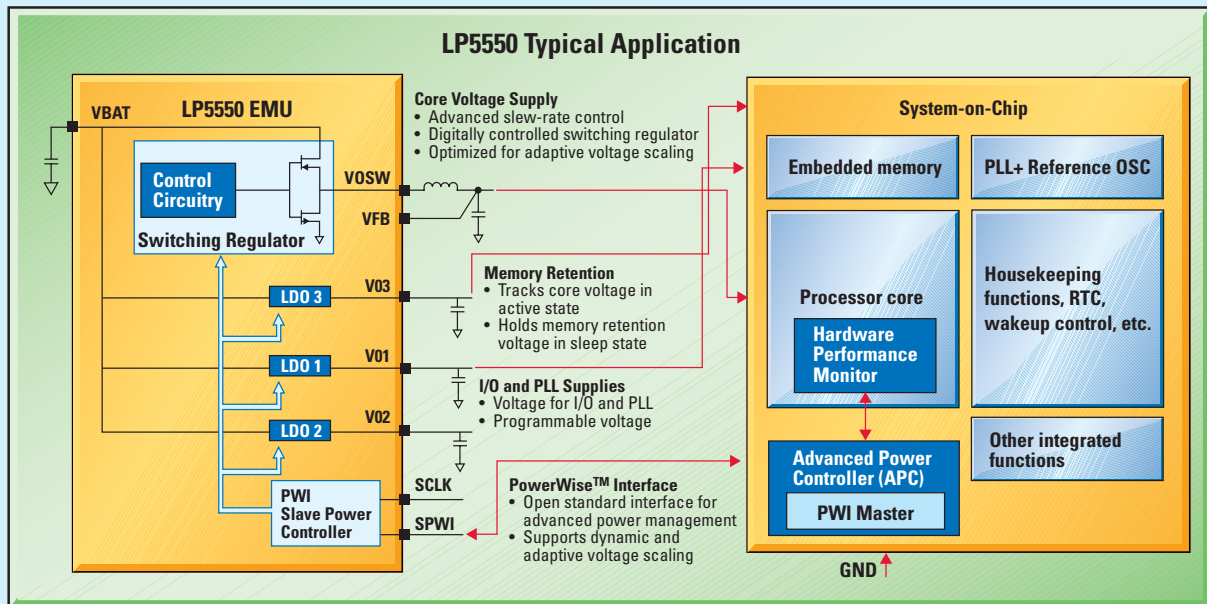 LP5550 Typical Application
LP5550 EMU
VBAT
Control
Circuitry
Switching Regulator
VOSW
VFB
LDO 3
V03
LDO 1
V01
LDO 2
V02
PWI
Slave Power
Controller
SCLK
SPWI
Core Voltage Supply
• Advanced slew-rate control
• Digitally controlled switching regulator
• Optimized for adaptive voltage scaling
Memory Retention
• Tracks core voltage in
active state
• Holds memory retention
voltage in sleep state
I/O and PLL Supplies
• Voltage for I/O and PLL
• Programmable voltage
PowerWise™ Interface
• Open standard interface for
advanced power management
• Supports dynamic and
adaptive voltage scaling
System-on-Chip
Embedded memory
PLL+ Reference OSC
Processor core
Hardware
Performance
Monitor
Housekeeping
functions, RTC,
wakeup control, etc.
Advanced Power
Controller (APC)
PWI Master
Other integrated
functions
GND